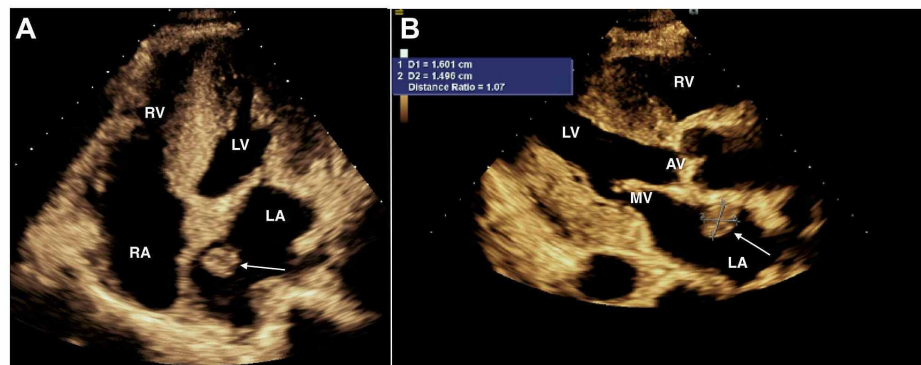 A
RV
LV
LA
RA
B
1 D1 = 1.601 cm
2 D2 = 1.496 cm
Distance Ratio = 1.07
RV
LV
AV
MV
LA